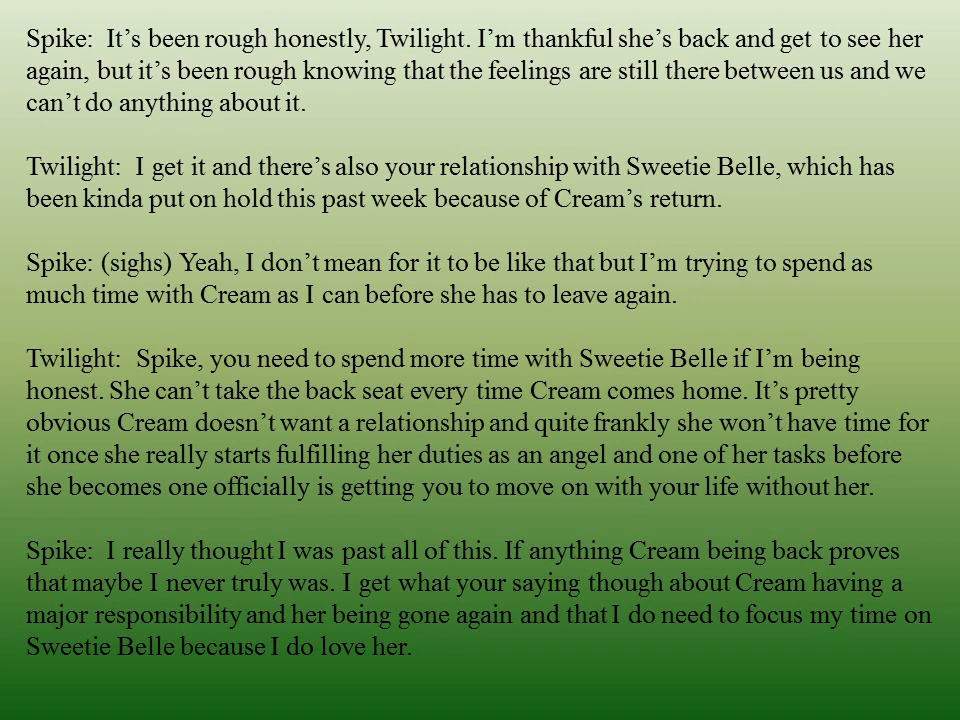 Spike:  It’s been rough honestly, Twilight. I’m thankful she’s back and get to see her
again, but it’s been rough knowing that the feelings are still there between us and we
can’t do anything about it.

Twilight:  I get it and there’s also your relationship with Sweetie Belle, which has
been kinda put on hold this past week because of Cream’s return.

Spike: (sighs) Yeah, I don’t mean for it to be like that but I’m trying to spend as
much time with Cream as I can before she has to leave again.

Twilight:  Spike, you need to spend more time with Sweetie Belle if I’m being
honest. She can’t take the back seat every time Cream comes home. It’s pretty
obvious Cream doesn’t want a relationship and quite frankly she won’t have time for
it once she really starts fulfilling her duties as an angel and one of her tasks before
she becomes one officially is getting you to move on with your life without her.

Spike:  I really thought I was past all of this. If anything Cream being back proves
that maybe I never truly was. I get what your saying though about Cream having a
major responsibility and her being gone again and that I do need to focus my time on
Sweetie Belle because I do love her.